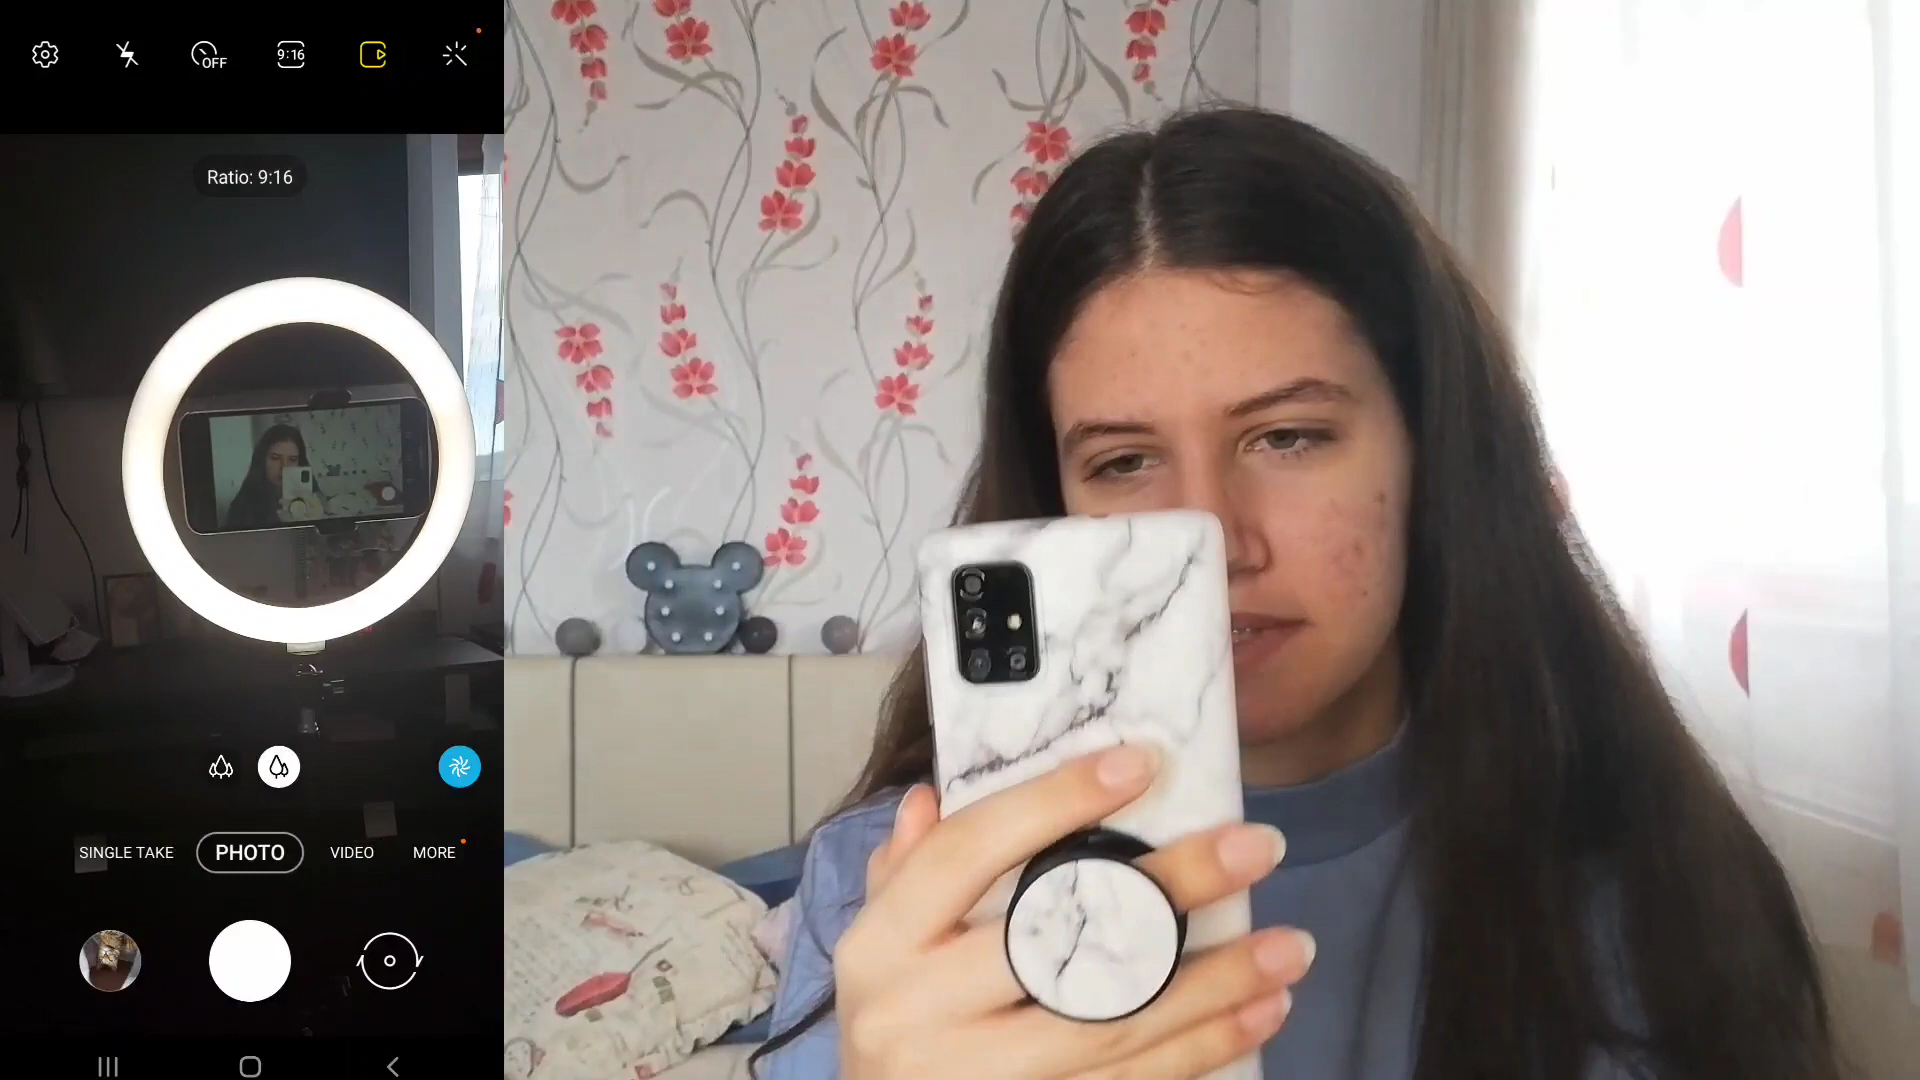 OFF
9:16
Ratio: 9:16
SINGLE TAKE
PHOTO
VIDEO
MORE